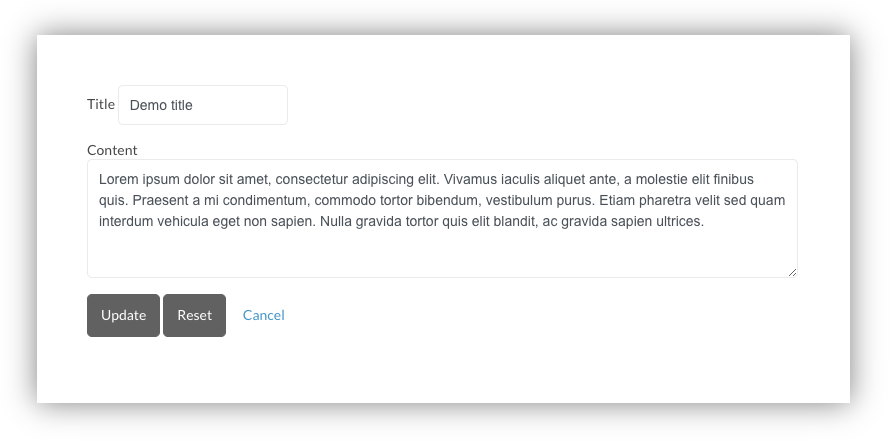 Title Demo title
Content
Lorem ipsum dolor sit amet, consectetur adipiscing elit. Vivamus iaculis aliquet ante, a molestie elit finibus
quis. Praesent a mi condimentum, commodo tortor bibendum, vestibulum purus. Etiam pharetra velit sed quam
interdum vehicula eget non sapien. Nulla gravida tortor quis elit blandit, ac gravida sapien ultrices.
Update Reset Cancel